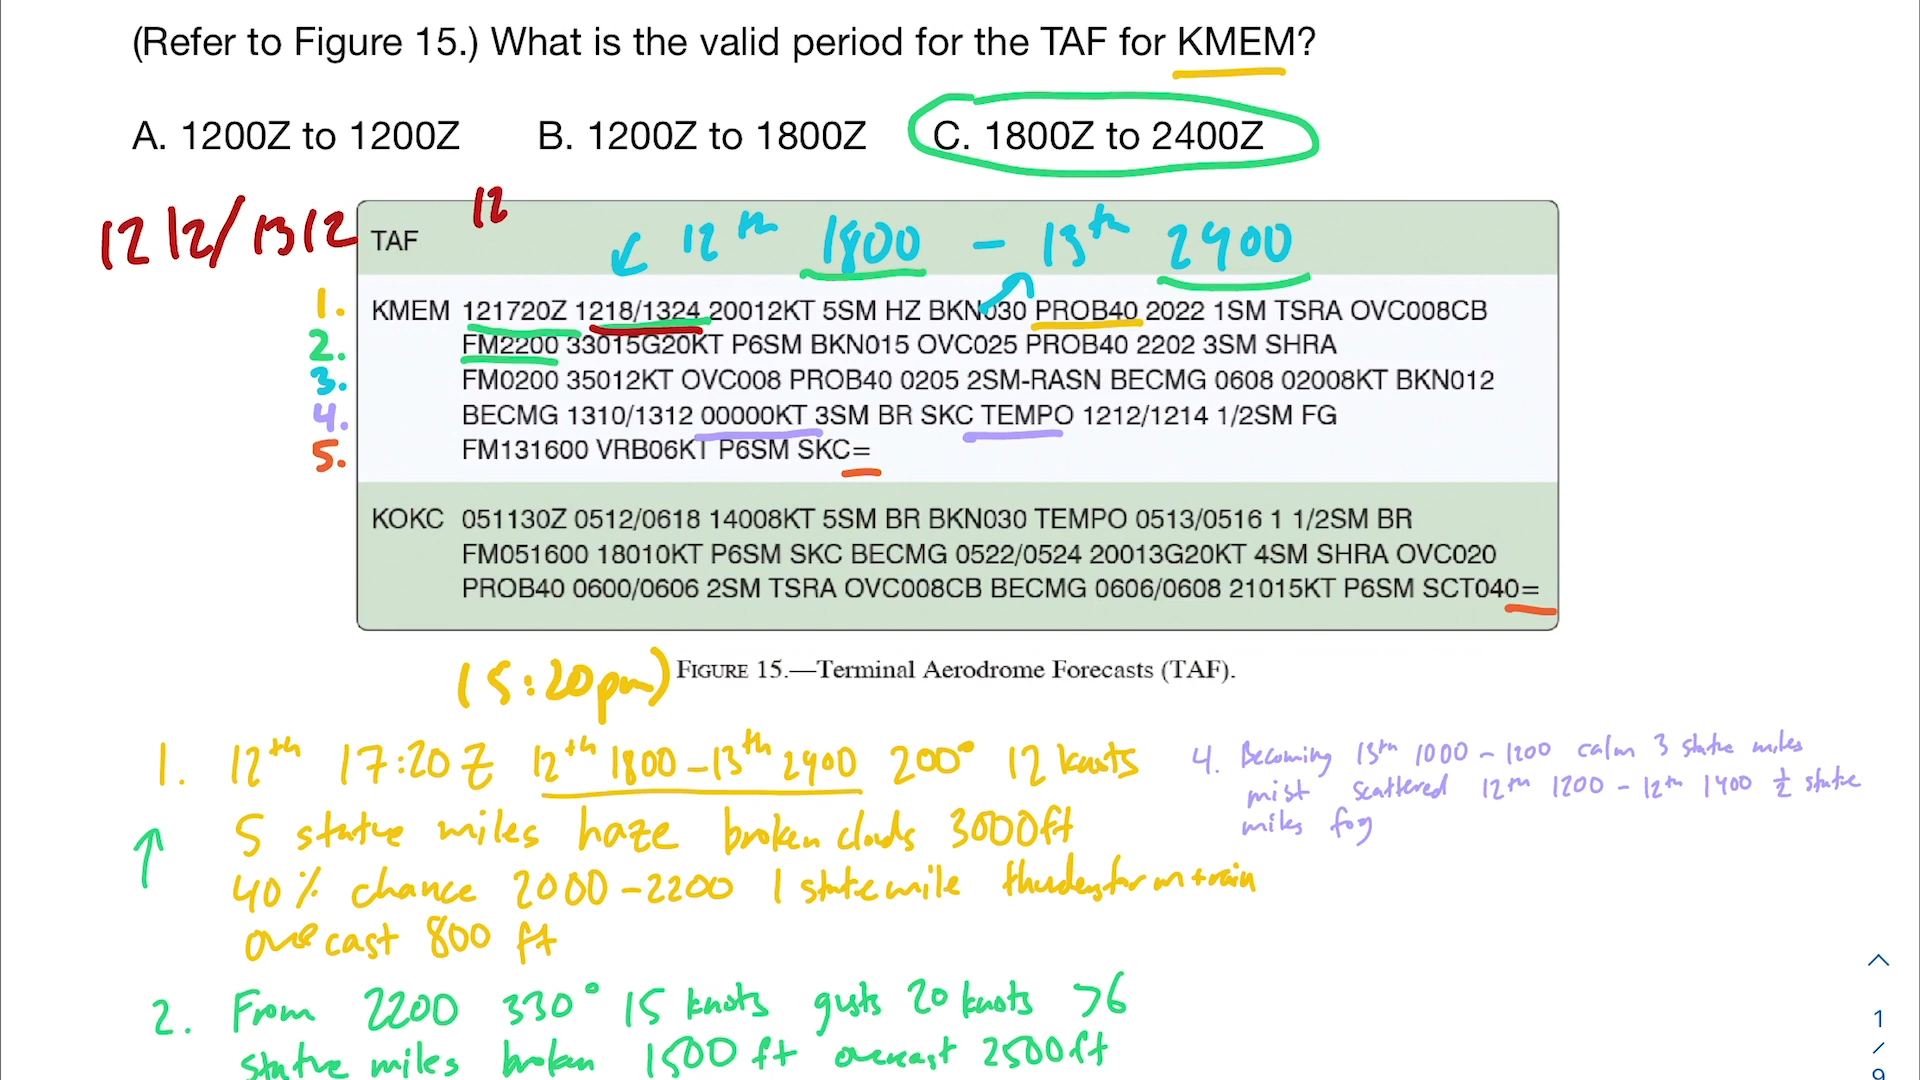 (Refer to Figure 15.) What is the valid period for the TAF for KMEM?
A. 1200Z to 1200Z B. 1200Z to 1800Z C. 1800Z to 2400Z
1212/1312
12
TAF
12th 1800 - 13th 2400
1.
KMEM 121720Z 1218/1324 20012KT 5SM HZ BKN030 PROB40 2022 1SM TSRA OVC008CB
2.
FM2200 33015G20KT P6SM BKN015 OVC025 PROB40 2202 3SM SHRA
3.
FM0200 35012KT OVC008 PROB40 0205 2SM-RASN BECMG 0608 02008KT BKN012
4.
BECMG 1310/1312 00000KT 3SM BR SKC TEMPO 1212/1214 1/2SM FG
5.
FM131600 VRB06KT P6SM SKC=
KOKC 051130Z 0512/0618 14008KT 5SM BR BKN030 TEMPO 0513/0516 1 1/2SM BR
FM051600 18010KT P6SM SKC BECMG 0522/0524 20013G20KT 4SM SHRA OVC020
PROB40 0600/0606 2SM TSRA OVC008CB BECMG 0606/0608 21015KT P6SM SCT040=
(5:20pm)
FIGURE 15.—Terminal Aerodrome Forecasts (TAF).
1. 12th 17:20 Z 12th 1800 - 13th 2400 200° 12 knots
5 statue miles haze broken clouds 3000ft
40% chance 2000-2200 1 statue mile thunderstorm + rain
overcast 800 ft
2. From 2200 330° 15 knots gusts 20 knots >6
statue miles broken 1500 ft overcast 2500ft
4. Becoming 13th 1000 - 1200 calm 3 statue miles
mist scattered 12th 1200 - 12th 1400 ½ statue
miles fog
1
/
9